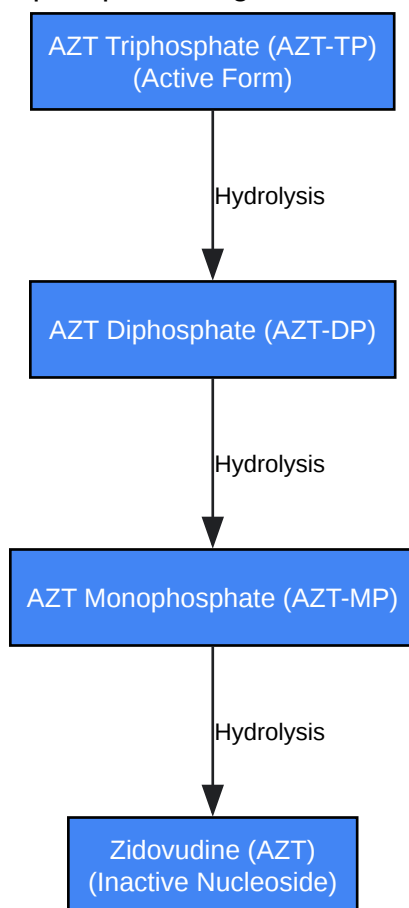 AZT Triphosphate (AZT-TP)
(Active Form)
Hydrolysis
AZT Diphosphate (AZT-DP)
Hydrolysis
AZT Monophosphate (AZT-MP)
Hydrolysis
Zidovudine (AZT)
(Inactive Nucleoside)